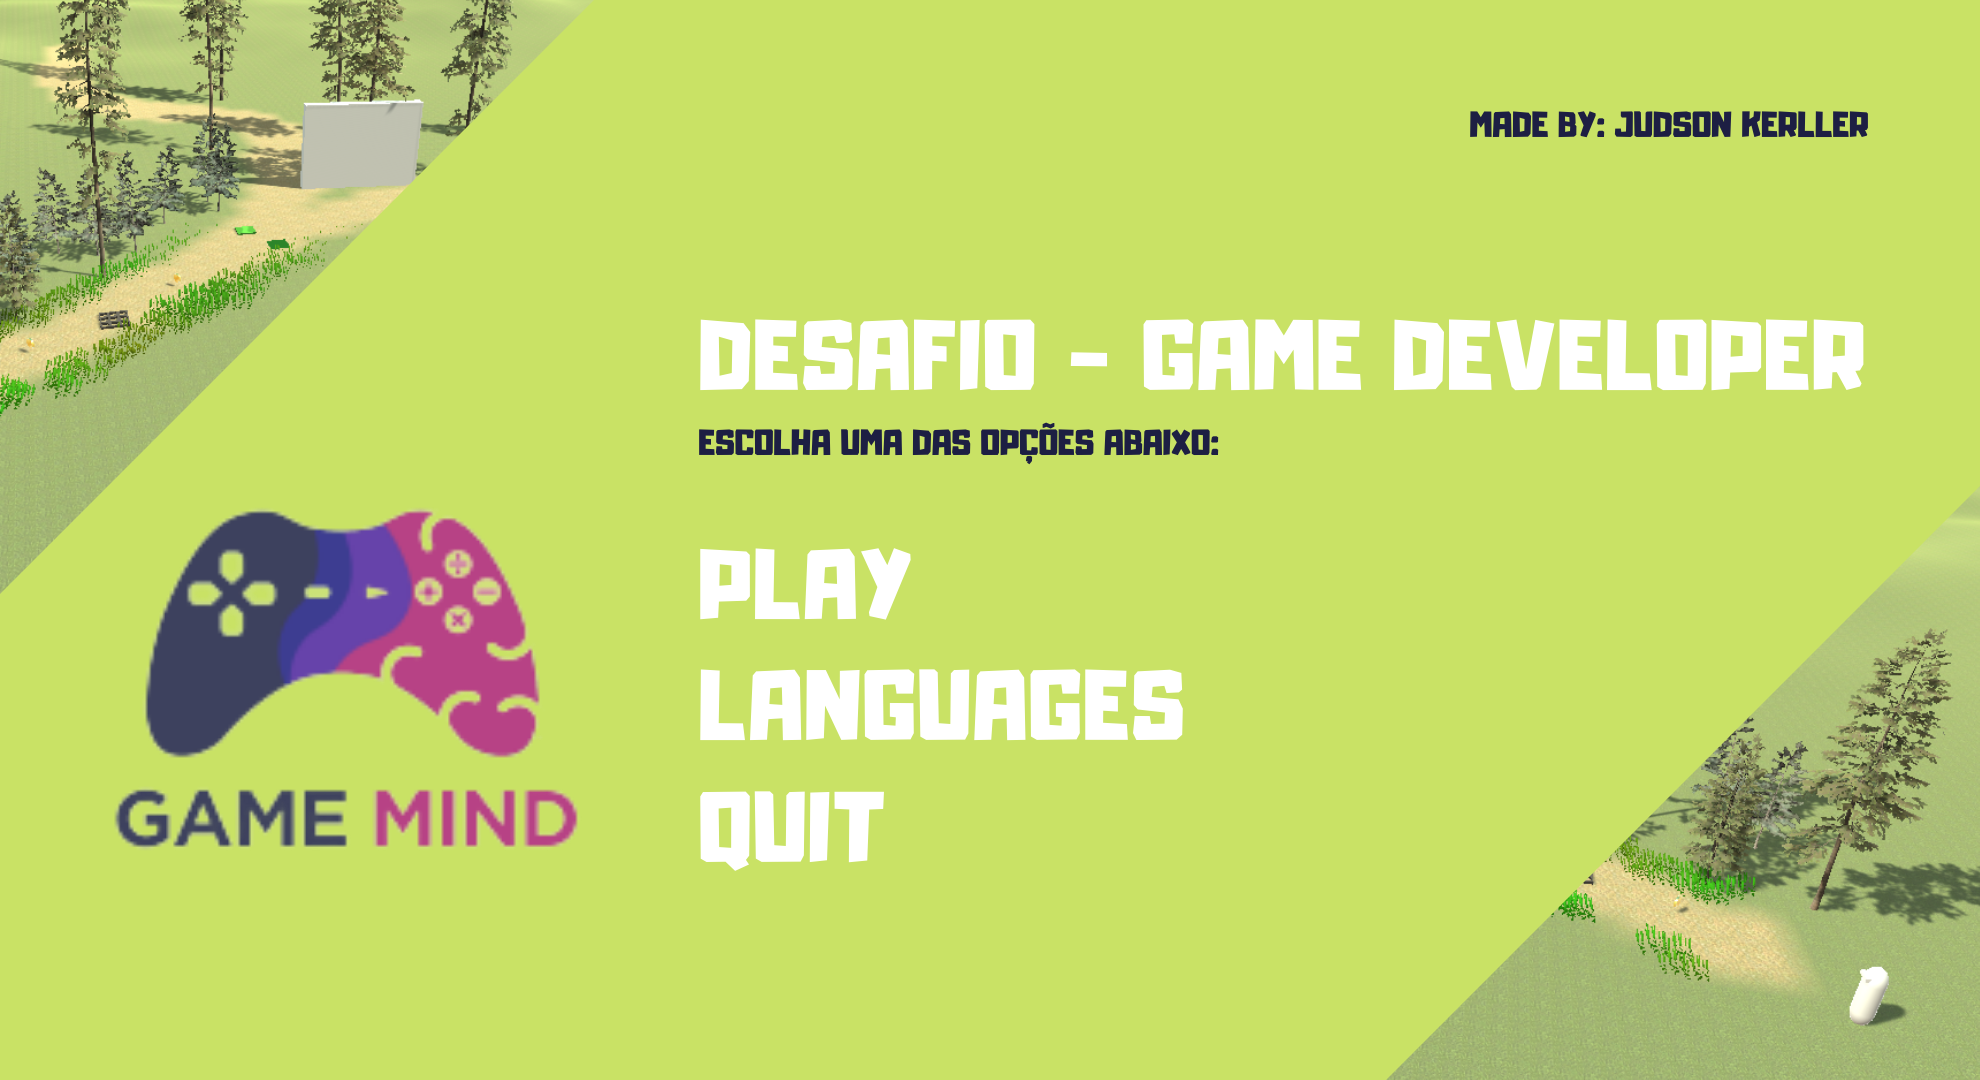 MADE BY: JUDSON KERLLER
DESAFIO - GAME DEVELOPER
ESCOLHA UMA DAS OPÇÕES ABAIXO:
PLAY
LANGUAGES
QUIT
GAME MIND